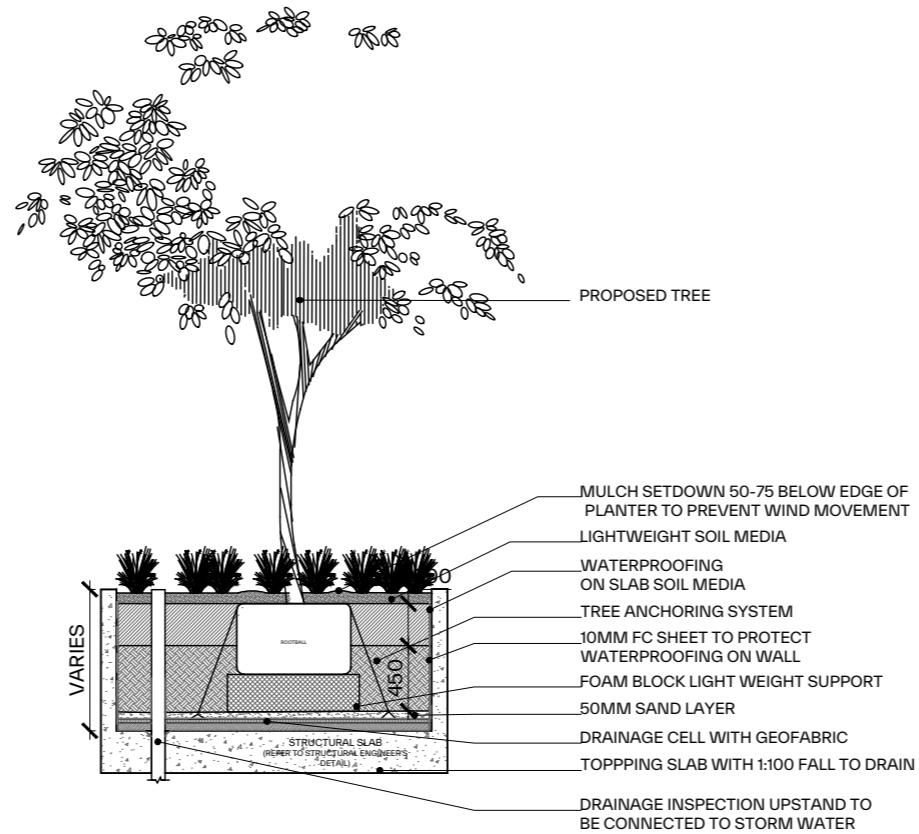 PROPOSED TREE
MULCH SETDOWN 50-75 BELOW EDGE OF
PLANTER TO PREVENT WIND MOVEMENT
LIGHTWEIGHT SOIL MEDIA
WATERPROOFING
ON SLAB SOIL MEDIA
TREE ANCHORING SYSTEM
10MM FC SHEET TO PROTECT
WATERPROOFING ON WALL
FOAM BLOCK LIGHT WEIGHT SUPPORT
50MM SAND LAYER
DRAINAGE CELL WITH GEOFABRIC
TOPPPING SLAB WITH 1:100 FALL TO DRAIN
DRAINAGE INSPECTION UPSTAND TO
BE CONNECTED TO STORM WATER
VARIES
ROOTBALL
450
STRUCTURAL SLAB
(REFER TO STRUCTURAL ENGINEER'S
DETAIL)